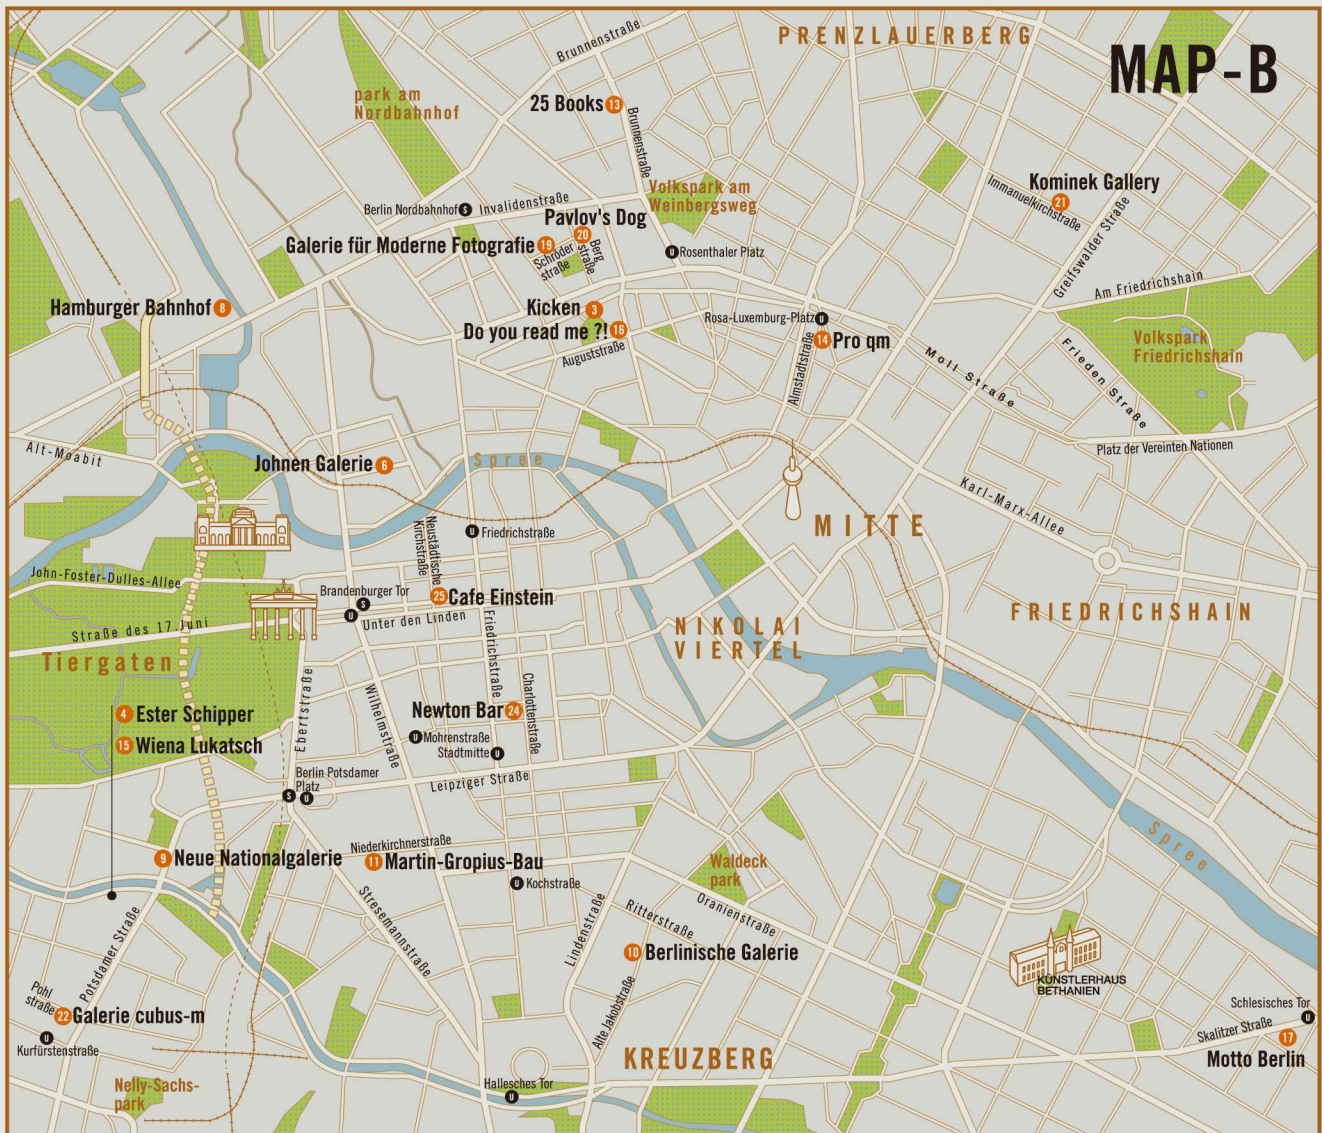 MAP-B
PRENZLAUERBERG
Brunnenstraße
park am
Nordbahnhof
25 Books 13
Brunnenstraße
Volkspark am
Weinbergsweg
Kominek Gallery
21
Immanuelkirchstraße
Greifswalder Straße
Berlin Nordbahnhof S
Invalidenstraße
Pavlov's Dog
20
Galerie für Moderne Fotografie 19
Schröder
straße
Berg
straße
U Rosenthaler Platz
Am Friedrichshain
Hamburger Bahnhof 8
Kicken 3
Do you read me ?! 16
Auguststraße
Rosa-Luxemburg-Platz U
14 Pro qm
Almstadtstraße
Moll Straße
Frieden Straße
Volkspark
Friedrichshain
Platz der Vereinten Nationen
Alt-Moabit
Johnen Galerie 6
Spree
Karl-Marx-Allee
MITTE
Neustädtische
Kirchstraße
U Friedrichstraße
John-Foster-Dulles-Allee
Brandenburger Tor
S
U
25 Cafe Einstein
Unter den Linden
Straße des 17.Juni
Tiergaten
Friedrichstraße
NIKOLAI
VIERTEL
FRIEDRICHSHAIN
4 Ester Schipper
15 Wiena Lukatsch
Ebertstraße
Wilhelmstraße
Newton Bar 24
Charlottenstraße
U Mohrenstraße
Stadtmitte U
Berlin Potsdamer
Platz
S U
Leipziger Straße
Spree
9 Neue Nationalgalerie
Niederkirchnerstraße
11 Martin-Gropius-Bau
U Kochstraße
Waldeck
park
Oranienstraße
Ritterstraße
Lindenstraße
Stresemannstraße
Potsdamer Straße
10 Berlinische Galerie
Alte Jakobstraße
KÜNSTLERHAUS
BETHANIEN
Pohl
straße
22 Galerie cubus-m
U
Kurfürstenstraße
Schlesisches Tor
U
Skalitzer Straße
17
Motto Berlin
KREUZBERG
Nelly-Sachs-
park
Hallesches Tor
U